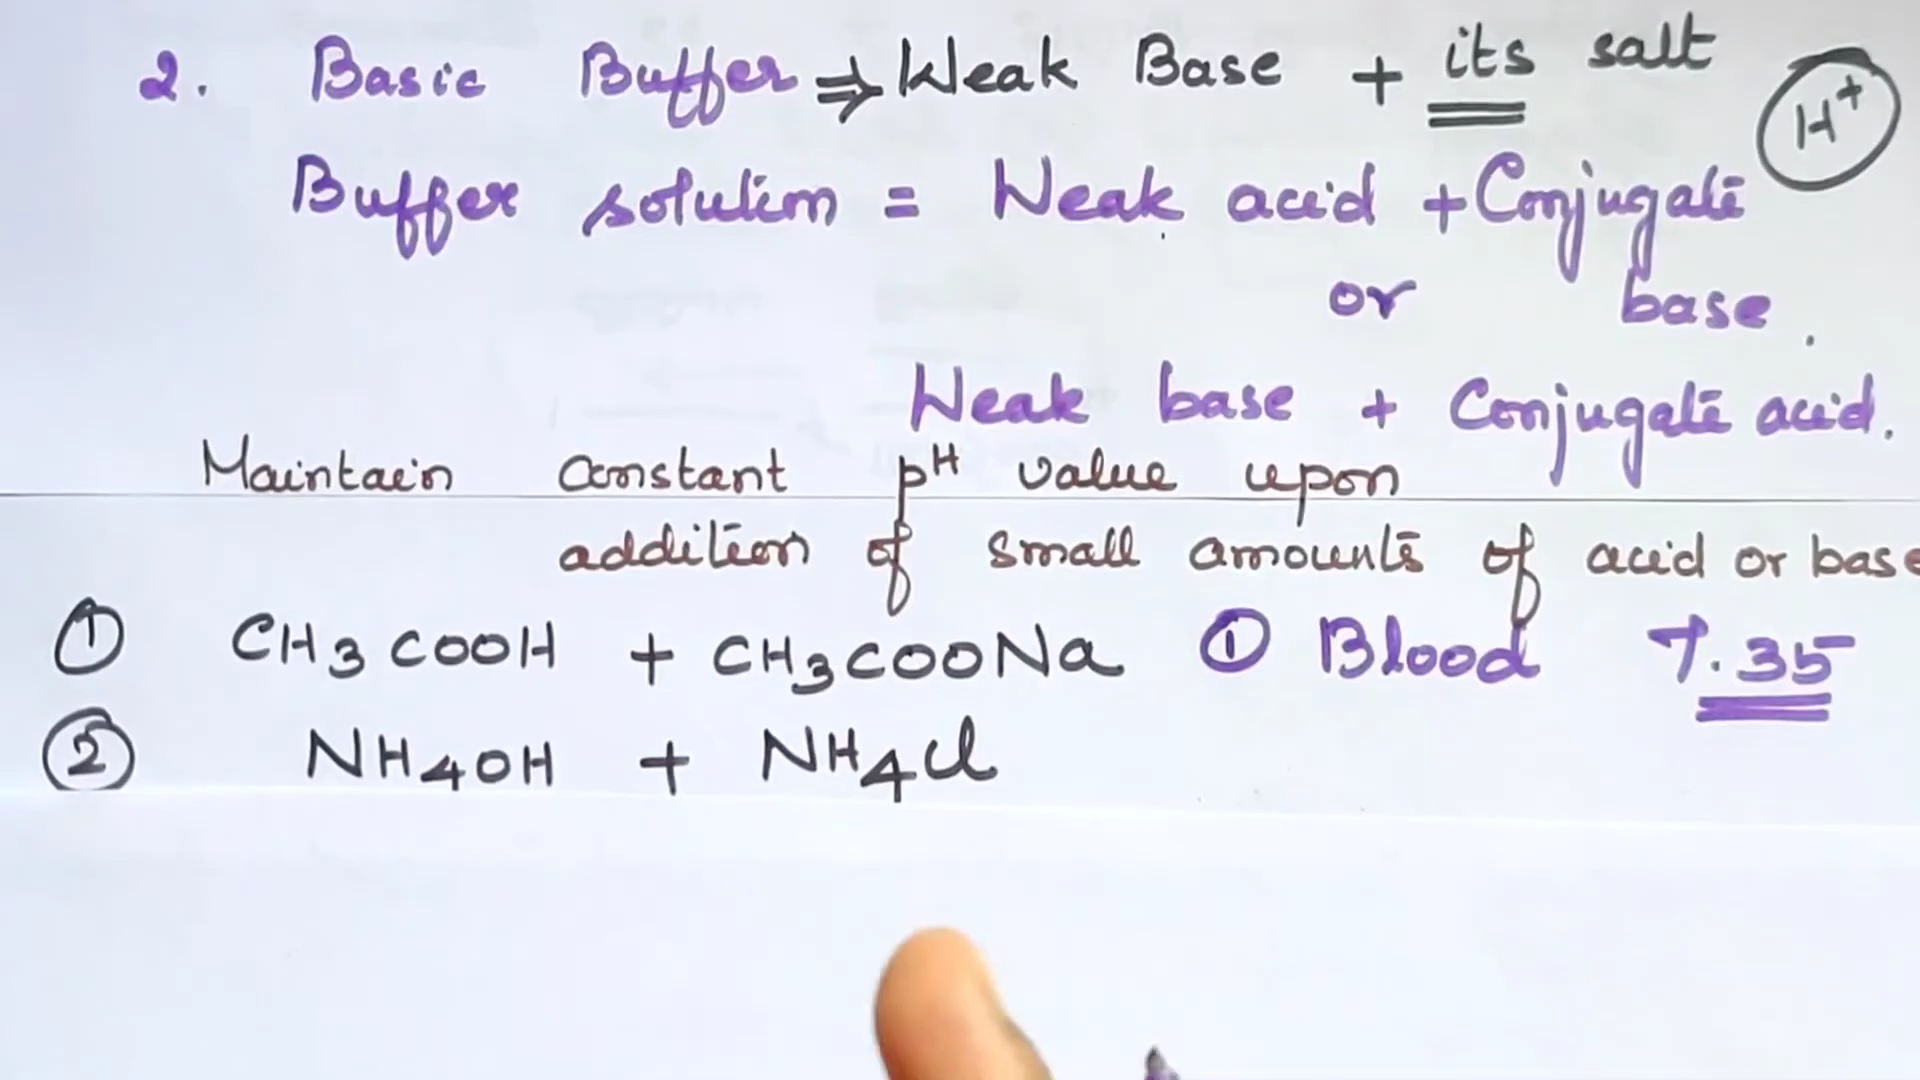 2. Basic Buffer ⇒ Weak Base + its salt
H⁺
Buffer solution = Weak acid + Conjugate
or base.
Weak base + Conjugate acid.
Maintain constant pH value upon
addition of small amounts of acid or base
① CH₃COOH + CH₃COONa ① Blood 7.35
② NH₄OH + NH₄Cl